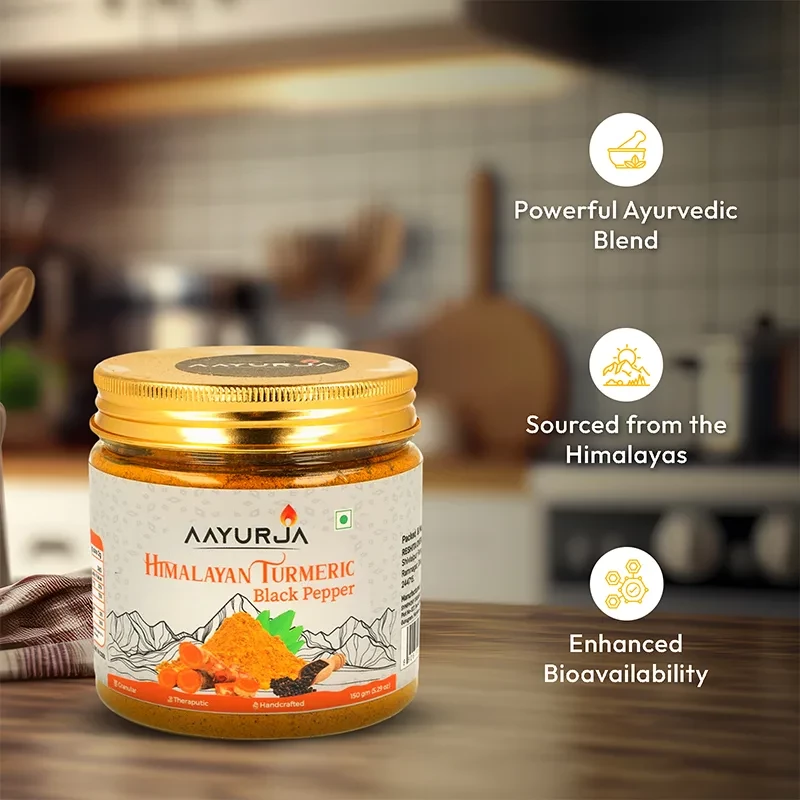 AAYURJA
AAYURJA
HIMALAYAN TURMERIC
Black Pepper
Granular
Theraputic
Handcrafted
150 gm (5.29 oz)
Powerful Ayurvedic
Blend
Sourced from the
Himalayas
Enhanced
Bioavailability